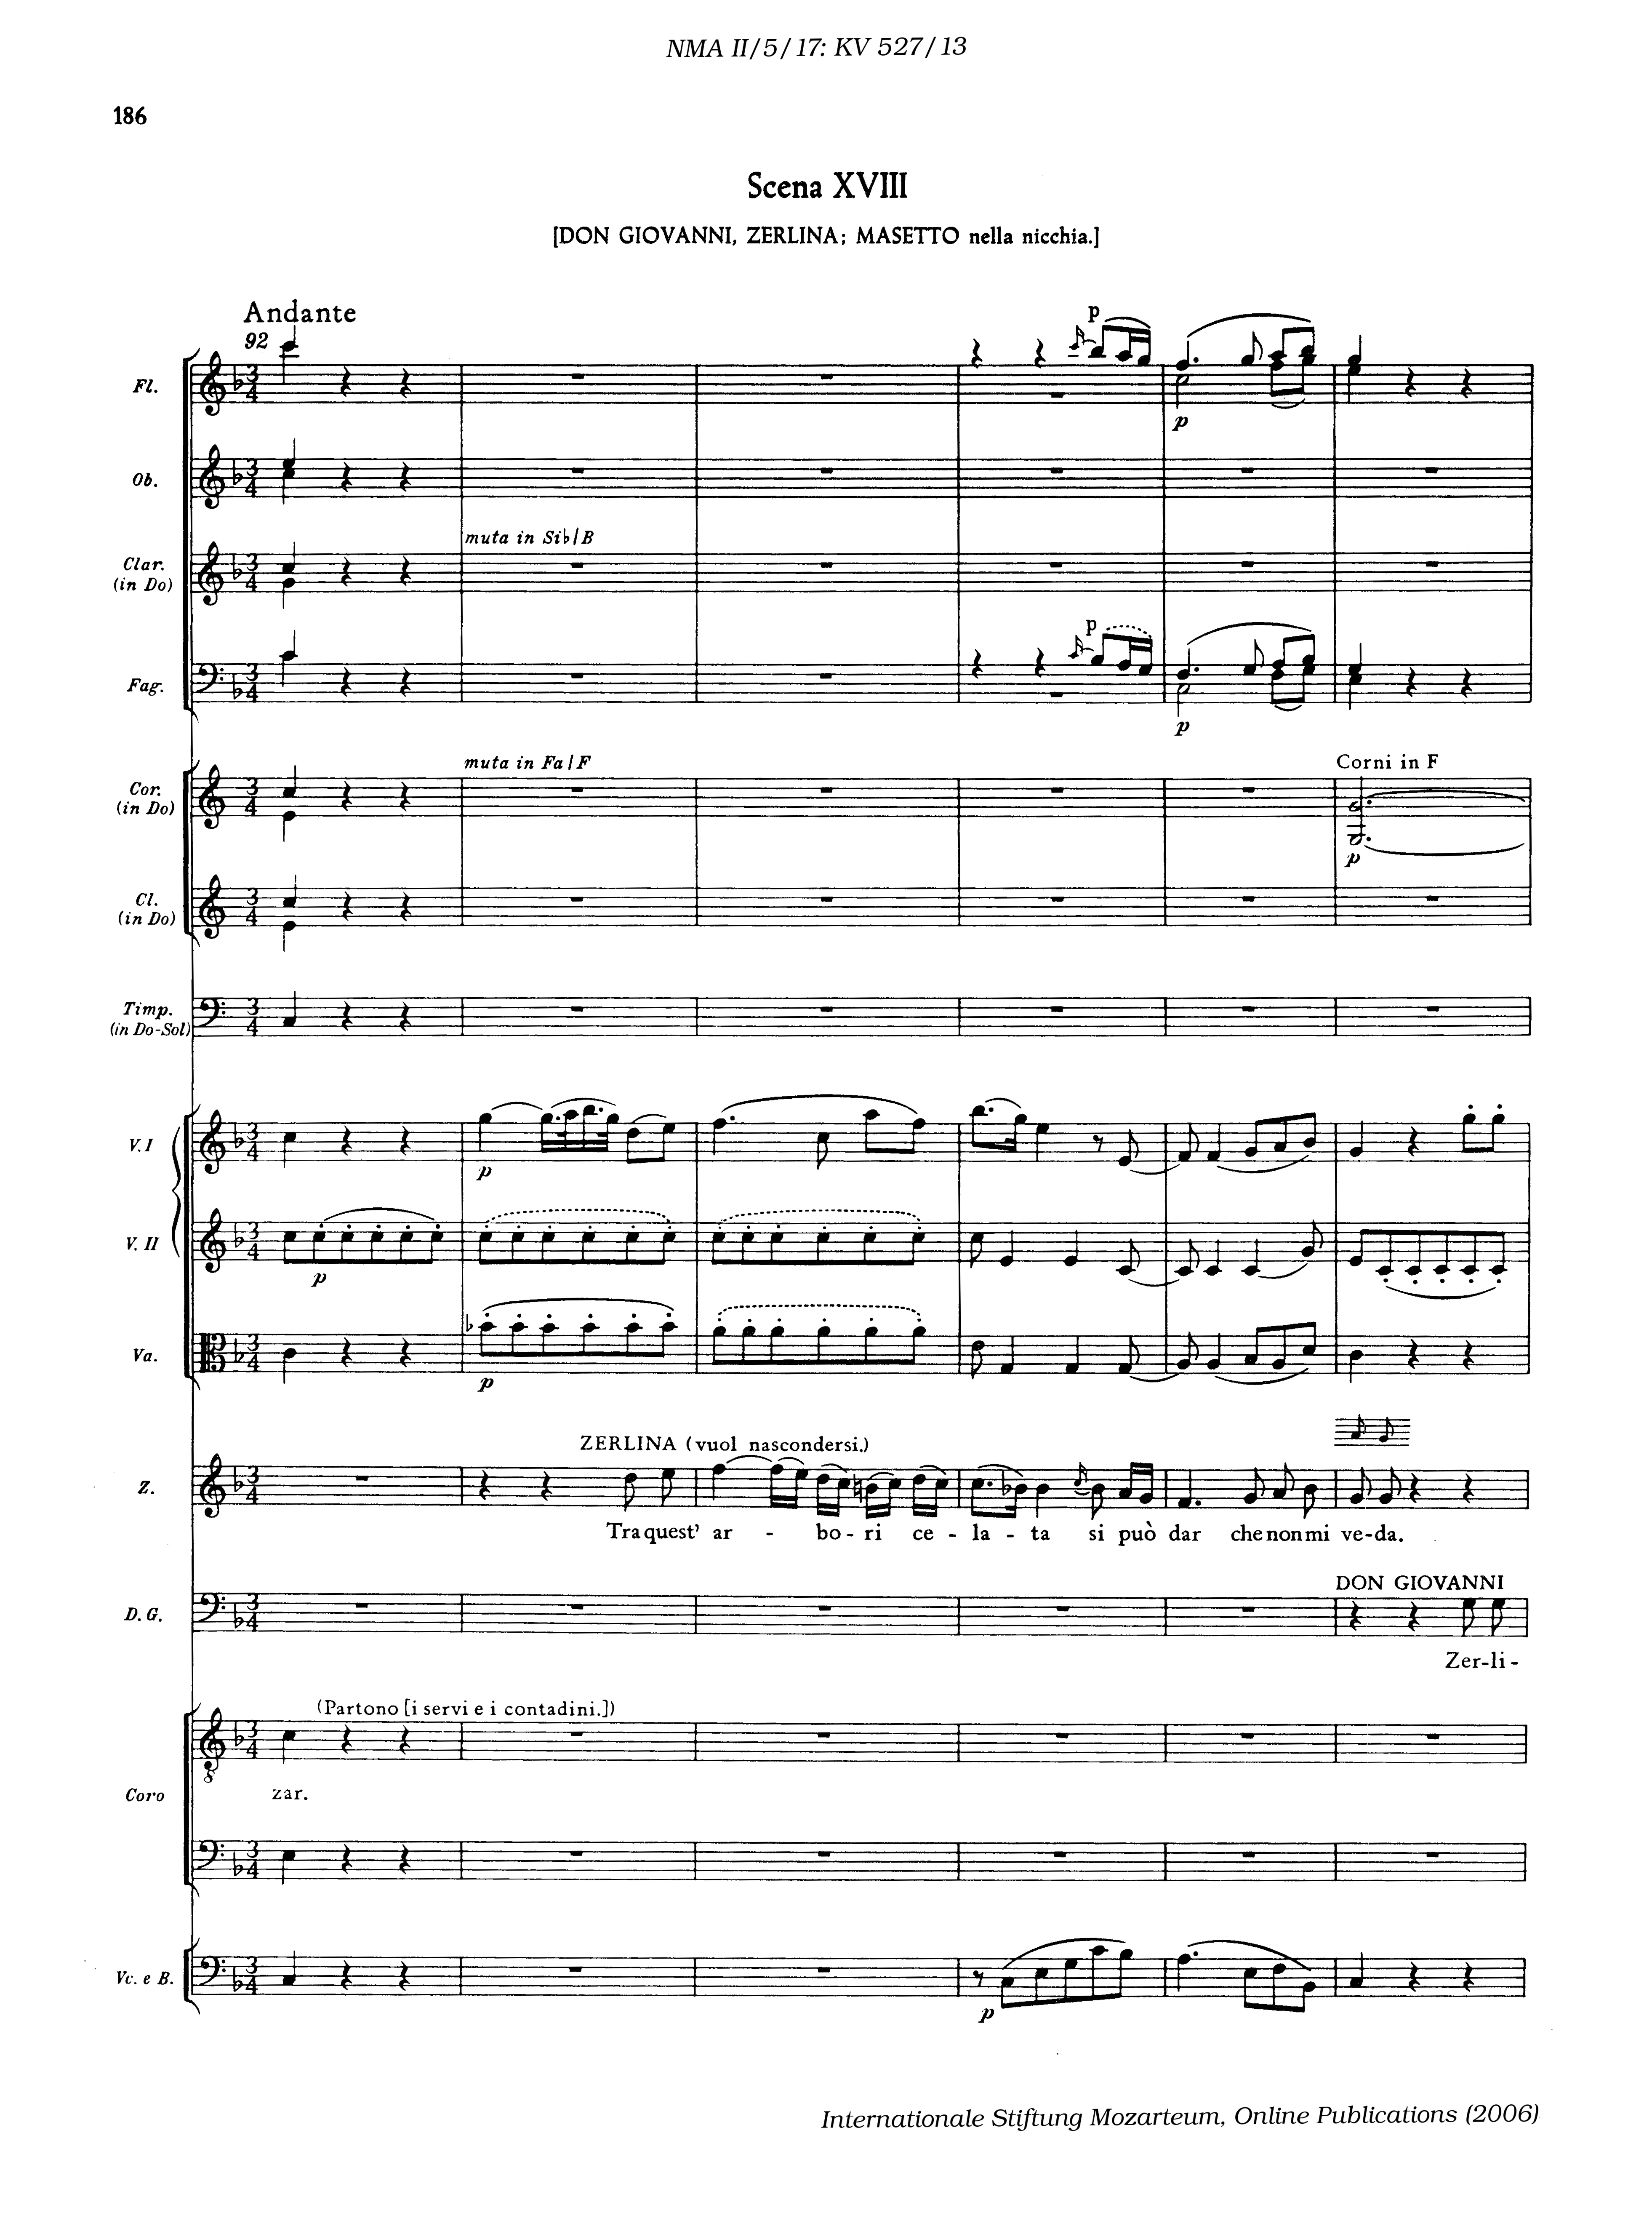 NMA II/5/17: KV 527/13
186
Scena XVIII
[DON GIOVANNI, ZERLINA; MASETTO nella nicchia.]
Andante
92
p
Fl.
p
Ob.
muta in Si♭/B
Clar.
(in Do)
p
Fag.
p
muta in Fa/F
Corni in F
Cor.
(in Do)
p
Cl.
(in Do)
Timp.
(in Do-Sol)
V. I
p
V. II
p
Va.
p
ZERLINA (vuol nascondersi.)
Z.
Tra quest' ar - bo - ri ce - la - ta si può dar che non mi ve-da.
DON GIOVANNI
D. G.
Zer-li-
(Partono [i servi e i contadini.])
zar.
Coro
Vc. e B.
p
Internationale Stiftung Mozarteum, Online Publications (2006)